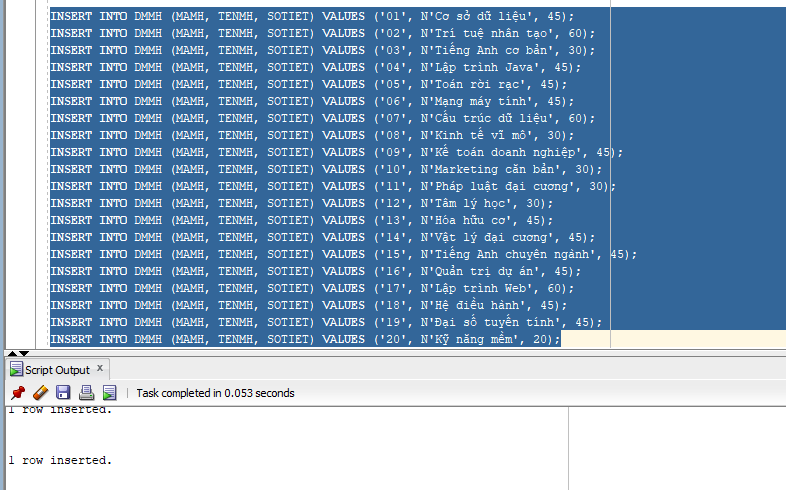 INSERT INTO DMMH (MAMH, TENMH, SOTIET) VALUES ('01', N'Cơ sở dữ liệu', 45);
INSERT INTO DMMH (MAMH, TENMH, SOTIET) VALUES ('02', N'Trí tuệ nhân tạo', 60);
INSERT INTO DMMH (MAMH, TENMH, SOTIET) VALUES ('03', N'Tiếng Anh cơ bản', 30);
INSERT INTO DMMH (MAMH, TENMH, SOTIET) VALUES ('04', N'Lập trình Java', 45);
INSERT INTO DMMH (MAMH, TENMH, SOTIET) VALUES ('05', N'Toán rời rạc', 45);
INSERT INTO DMMH (MAMH, TENMH, SOTIET) VALUES ('06', N'Mạng máy tính', 45);
INSERT INTO DMMH (MAMH, TENMH, SOTIET) VALUES ('07', N'Cấu trúc dữ liệu', 60);
INSERT INTO DMMH (MAMH, TENMH, SOTIET) VALUES ('08', N'Kinh tế vĩ mô', 30);
INSERT INTO DMMH (MAMH, TENMH, SOTIET) VALUES ('09', N'Kế toán doanh nghiệp', 45);
INSERT INTO DMMH (MAMH, TENMH, SOTIET) VALUES ('10', N'Marketing căn bản', 30);
INSERT INTO DMMH (MAMH, TENMH, SOTIET) VALUES ('11', N'Pháp luật đại cương', 30);
INSERT INTO DMMH (MAMH, TENMH, SOTIET) VALUES ('12', N'Tâm lý học', 30);
INSERT INTO DMMH (MAMH, TENMH, SOTIET) VALUES ('13', N'Hóa hữu cơ', 45);
INSERT INTO DMMH (MAMH, TENMH, SOTIET) VALUES ('14', N'Vật lý đại cương', 45);
INSERT INTO DMMH (MAMH, TENMH, SOTIET) VALUES ('15', N'Tiếng Anh chuyên ngành', 45);
INSERT INTO DMMH (MAMH, TENMH, SOTIET) VALUES ('16', N'Quản trị dự án', 45);
INSERT INTO DMMH (MAMH, TENMH, SOTIET) VALUES ('17', N'Lập trình Web', 60);
INSERT INTO DMMH (MAMH, TENMH, SOTIET) VALUES ('18', N'Hệ điều hành', 45);
INSERT INTO DMMH (MAMH, TENMH, SOTIET) VALUES ('19', N'Đại số tuyến tính', 45);
INSERT INTO DMMH (MAMH, TENMH, SOTIET) VALUES ('20', N'Kỹ năng mềm', 20);
Script Output x
Task completed in 0.053 seconds
1 row inserted.
1 row inserted.